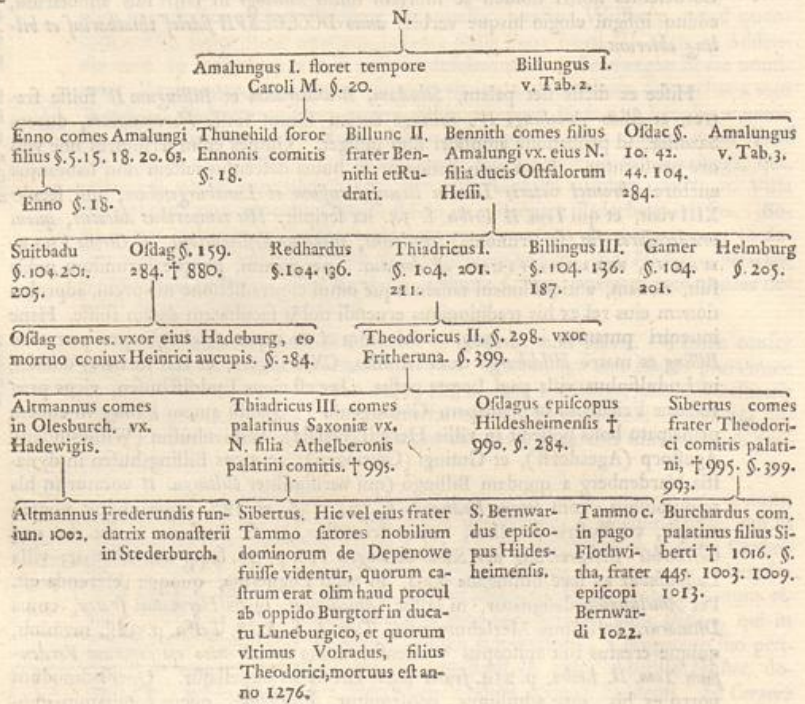 N.
Amalungus I. floret tempore
Caroli M. §. 20.
Billungus I.
v. Tab. 2.
Enno comes Amalungi
filius §. 5. 15. 18. 20. 63.
Thunehild soror
Ennonis comitis
§. 18.
Billunc II.
frater Ben-
nithi et Ru-
drati.
Bennith comes filius
Amalungi vx. eius N.
filia ducis Oſtfalorum
Heſſi.
Oſdac §.
10. 42.
44. 104.
284.
Amalungus
v. Tab. 3.
Enno §. 18.
Suitbadu
§. 104. 201.
205.
Oſdag §. 159.
284. † 880.
Redhardus
§. 104. 136.
Thiadricus I.
§. 104. 201.
211.
Billingus III.
§. 104. 136.
187.
Gamer
§. 104.
201.
Helmburg
§. 205.
Oſdag comes. vxor eius Hadeburg, eo
mortuo coniux Heinrici aucupis. §. 284.
Theodoricus II. §. 298. vxor
Fritheruna. §. 399.
Altmannus comes
in Olesburch. vx.
Hadewigis.
Thiadricus III. comes
palatinus Saxoniæ vx.
N. filia Athelberonis
palatini comitis. † 995.
Oſdagus epiſcopus
Hildesheimenſis †
990. §. 284.
Sibertus comes
frater Theodori-
ci comitis palati-
ni, † 995. §. 399.
993.
Altmannus
iun. 1002.
Frederundis fun-
datrix monaſterii
in Stederburch.
Sibertus. Hic vel eius frater
Tammo ſatores nobilium
dominorum de Depenowe
fuiſſe videntur, quorum ca-
ſtrum erat olim haud procul
ab oppido Burgtorf in duca-
tu Luneburgico, et quorum
vltimus Volradus, filius
Theodorici, mortuus eſt an-
no 1276.
S. Bernwar-
dus epiſco-
pus Hildes-
heimenſis.
Tammo c.
in pago
Flothwi-
tha, frater
epiſcopi
Bernwar-
di 1022.
Burchardus com.
palatinus filius Si-
berti † 1016. §.
445. 1003. 1009.
1013.